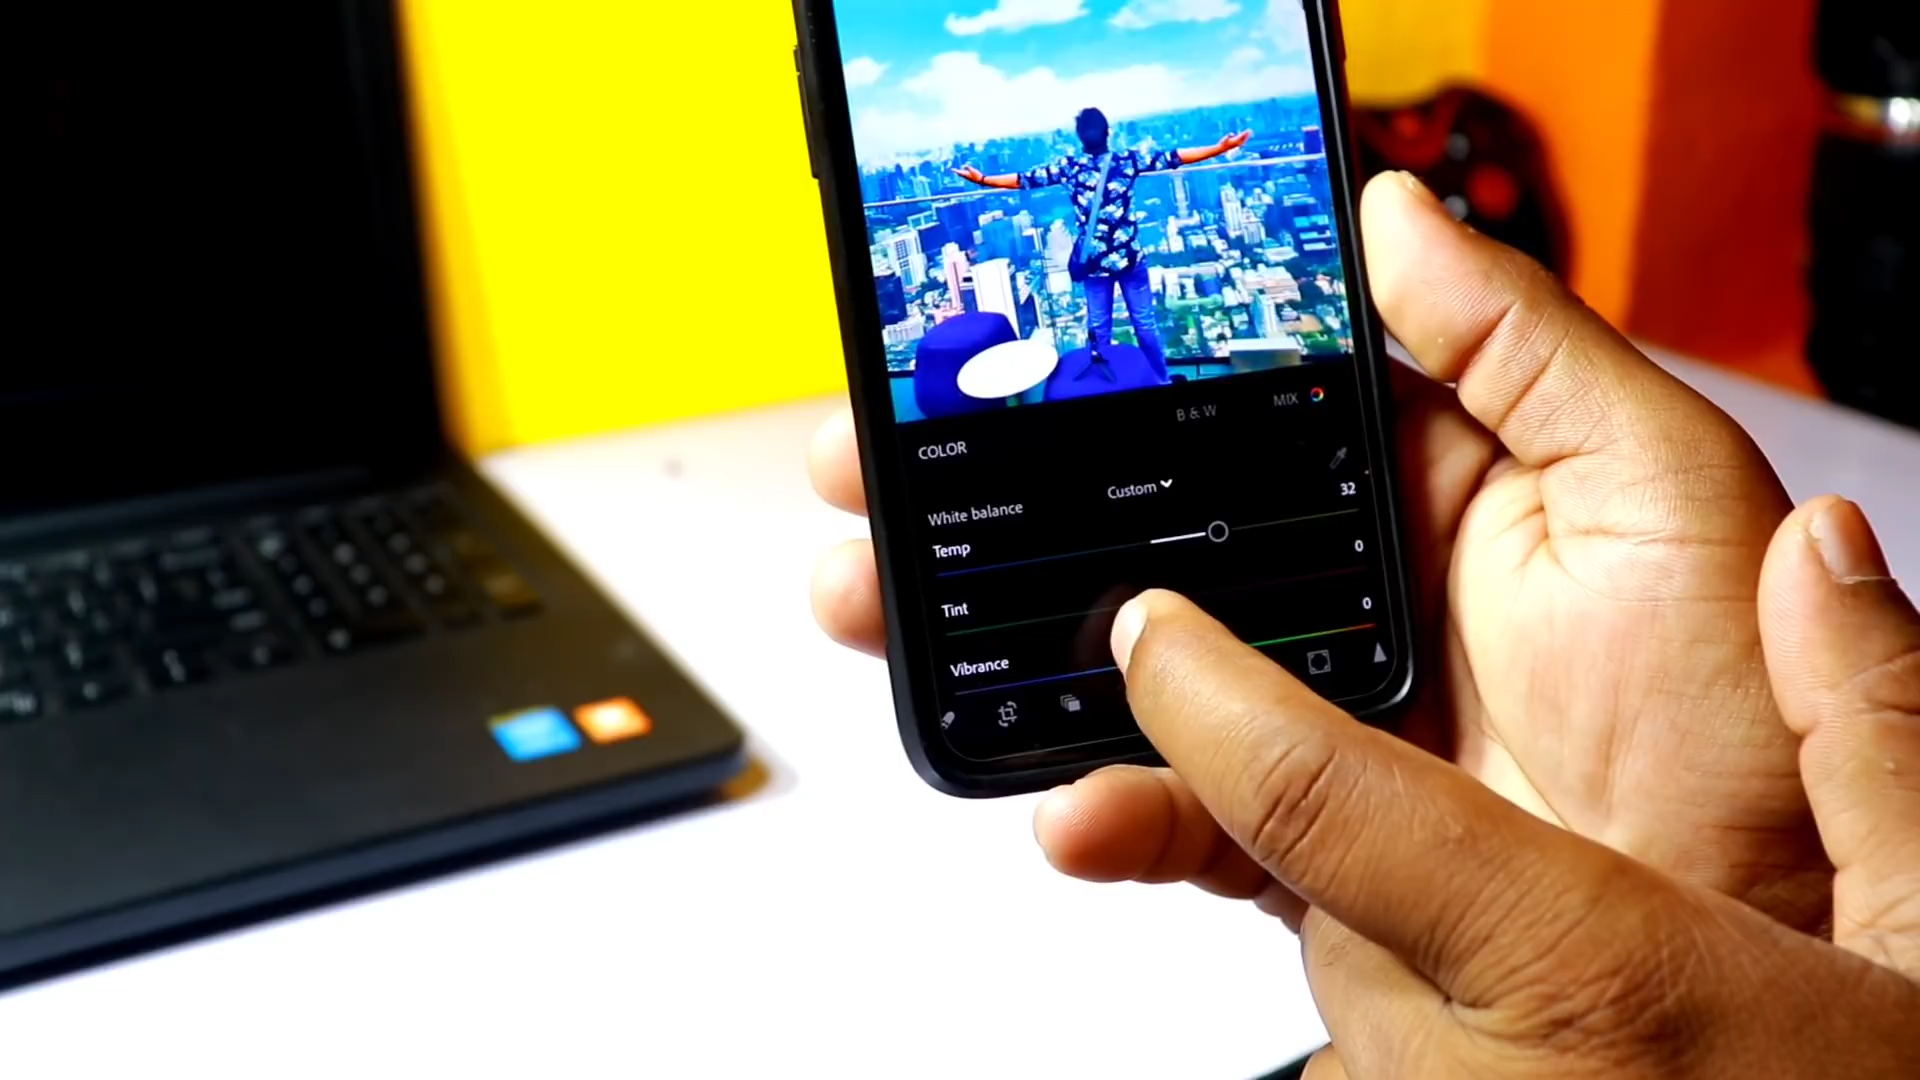 B & W
MIX
COLOR
White balance
Custom
32
Temp
0
Tint
0
Vibrance